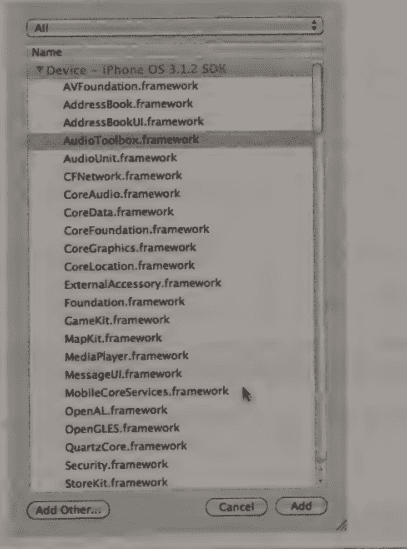 All
Name
Device – iPhone OS 3.1.2 SDK
AVFoundation.framework
AddressBook.framework
AddressBookUI.framework
AudioToolbox.framework
AudioUnit.framework
CFNetwork.framework
CoreAudio.framework
CoreData.framework
CoreFoundation.framework
CoreGraphics.framework
CoreLocation.framework
ExternalAccessory.framework
Foundation.framework
GameKit.framework
MapKit.framework
MediaPlayer.framework
MessageUI.framework
MobileCoreServices.framework
OpenAL.framework
OpenGLES.framework
QuartzCore.framework
Security.framework
StoreKit.framework
Add Other... Cancel Add